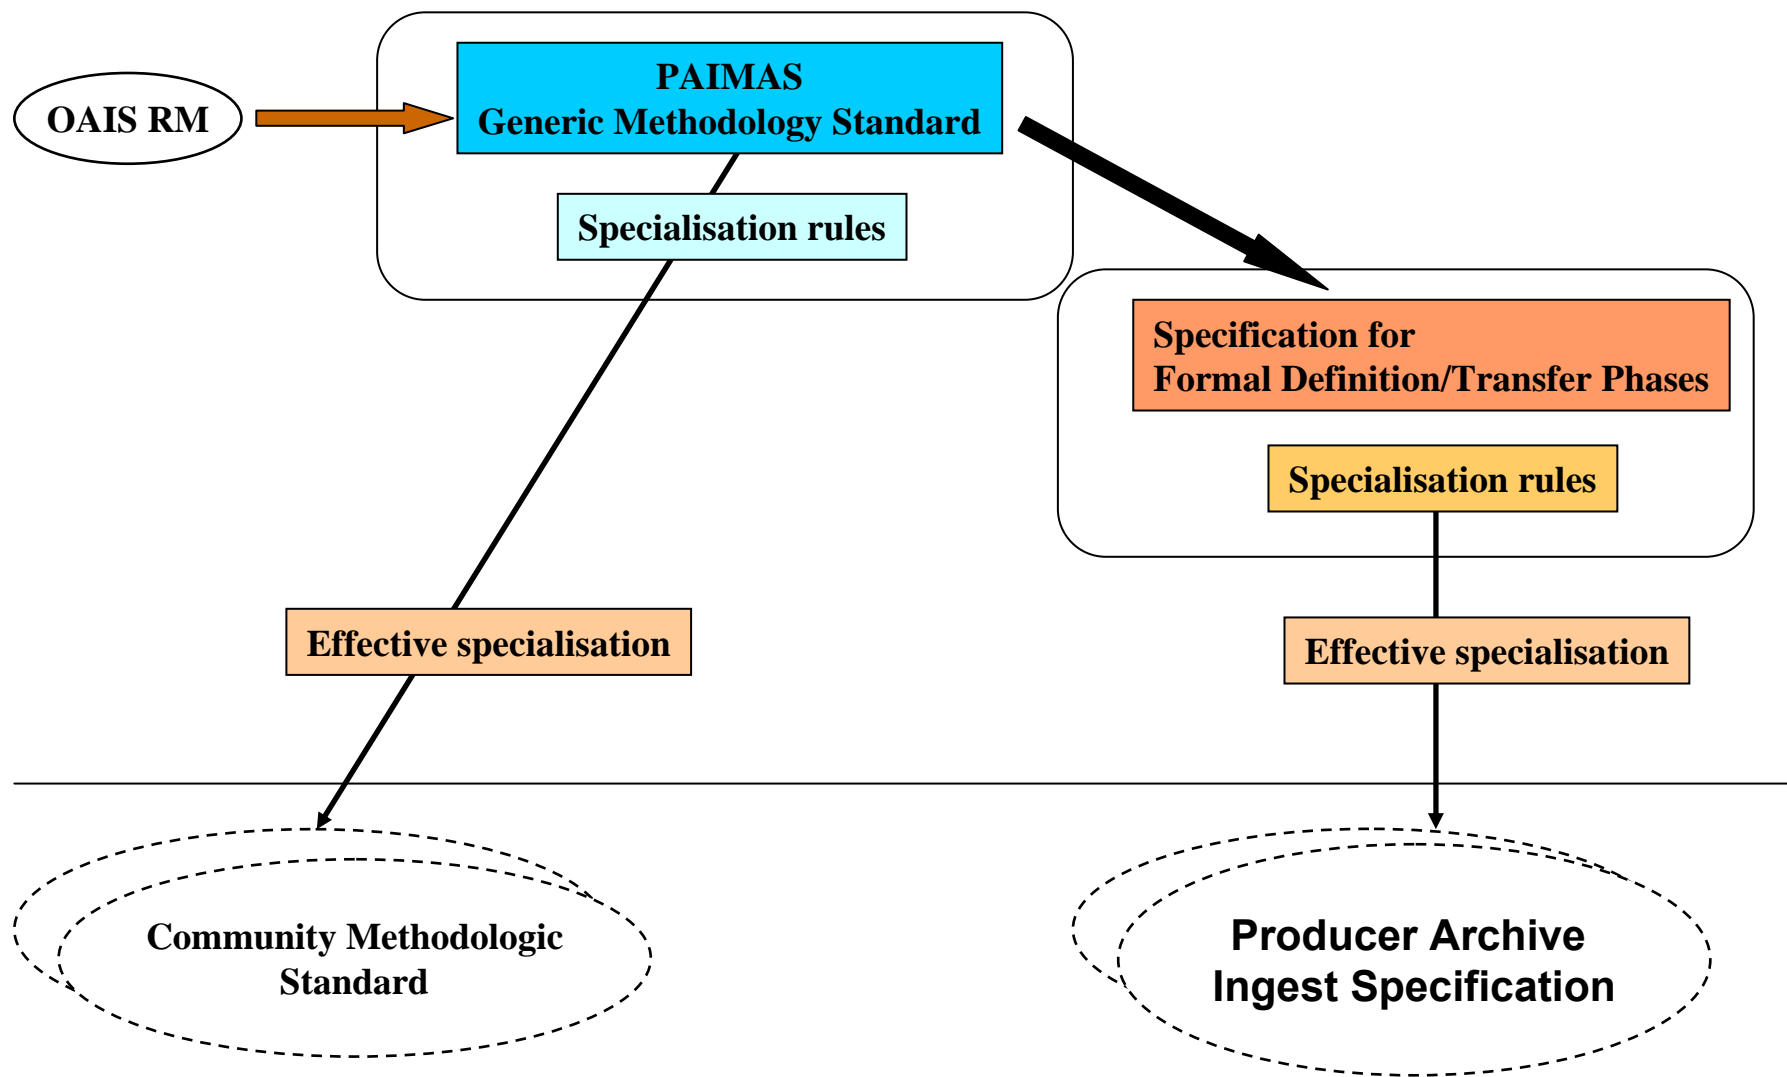 OAIS RM
PAIMAS
Generic Methodology Standard
Specialisation rules
Specification for
Formal Definition/Transfer Phases
Specialisation rules
Effective specialisation
Effective specialisation
Community Methodologic
Standard
Producer Archive
Ingest Specification